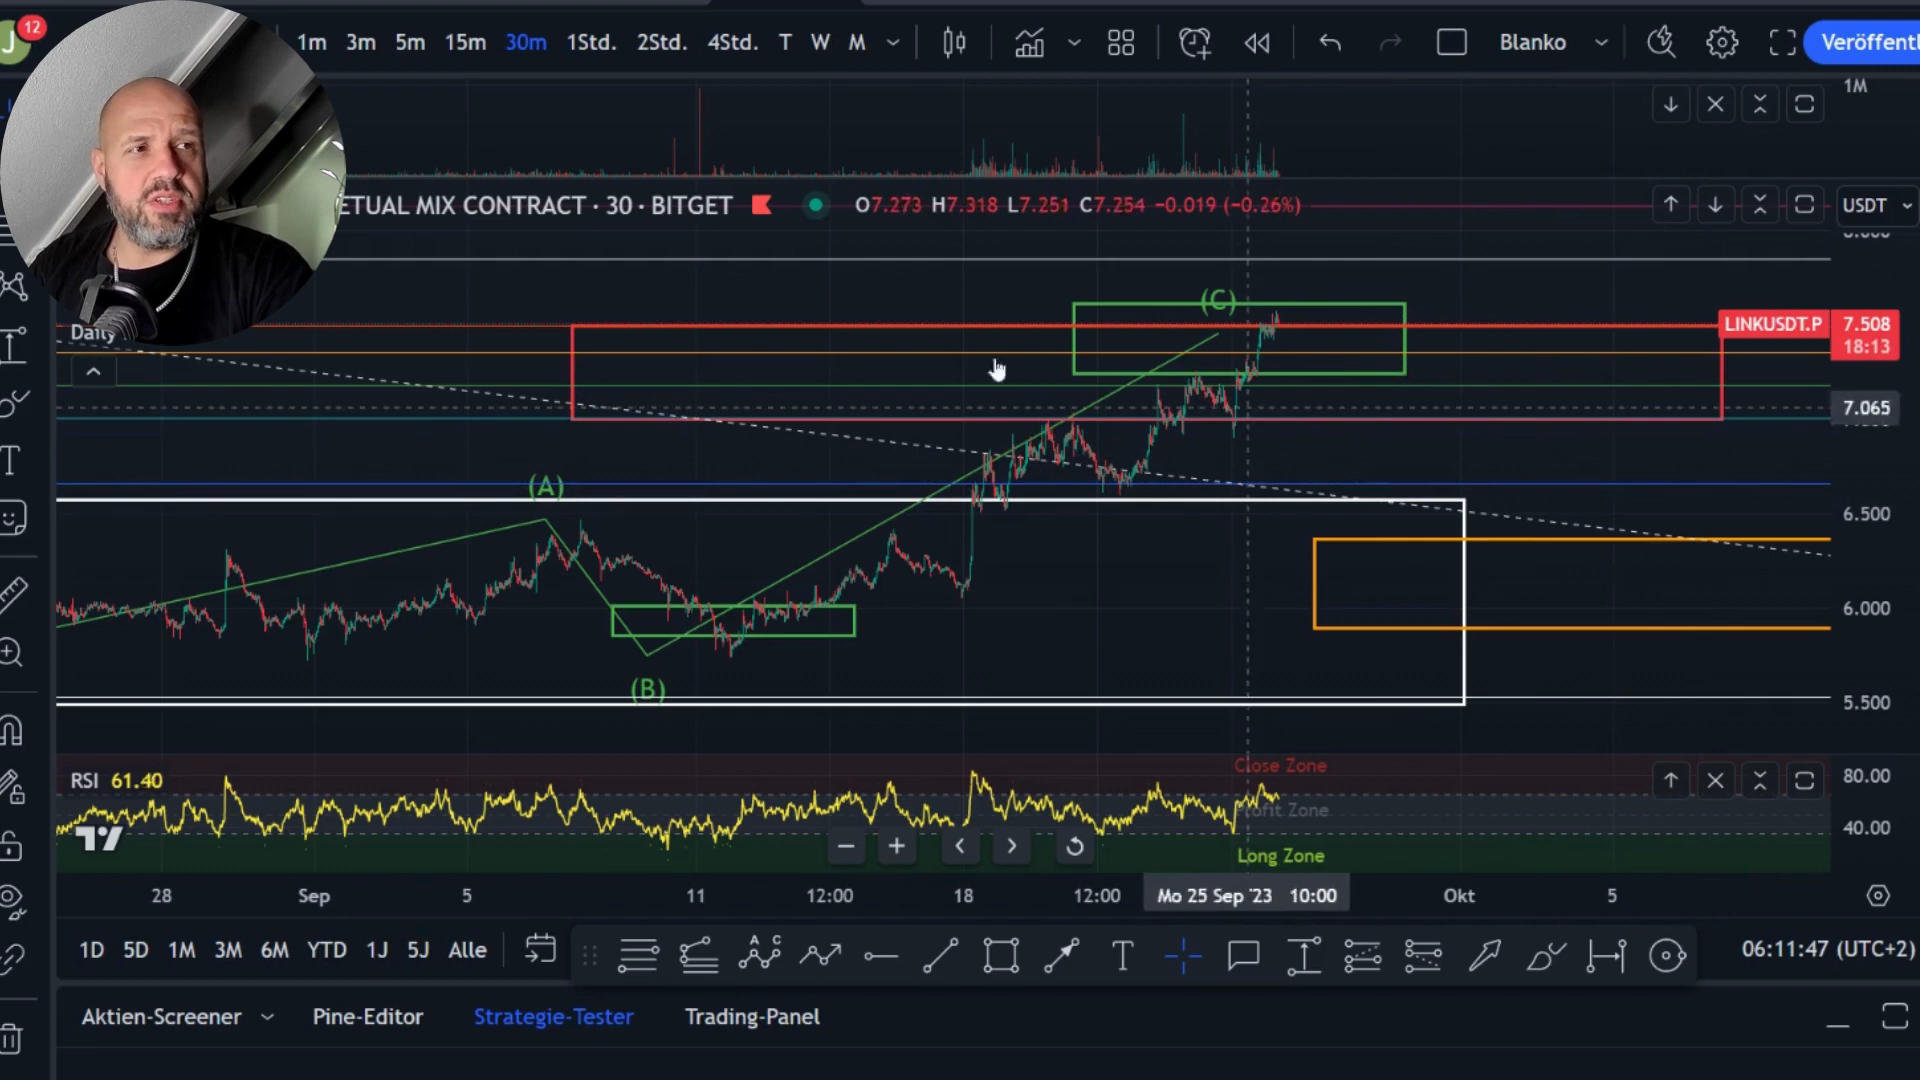 J
12
1m 3m 5m 15m 30m 1Std. 2Std. 4Std. T W M
Blanko
Veröffentl
1M
ETUAL MIX CONTRACT · 30 · BITGET
O7.273 H7.318 L7.251 C7.254 −0.019 (−0.26%)
USDT
8.000
(C)
Daily
LINKUSDT.P
7.508
18:13
7.065
(A)
6.500
6.000
(B)
5.500
RSI 61.40
Close Zone
Profit Zone
Long Zone
80.00
40.00
28 Sep 5 11 12:00 18 12:00 Mo 25 Sep '23 10:00 Okt 5
1D 5D 1M 3M 6M YTD 1J 5J Alle
A C
T
06:11:47 (UTC+2)
Aktien-Screener Pine-Editor Strategie-Tester Trading-Panel